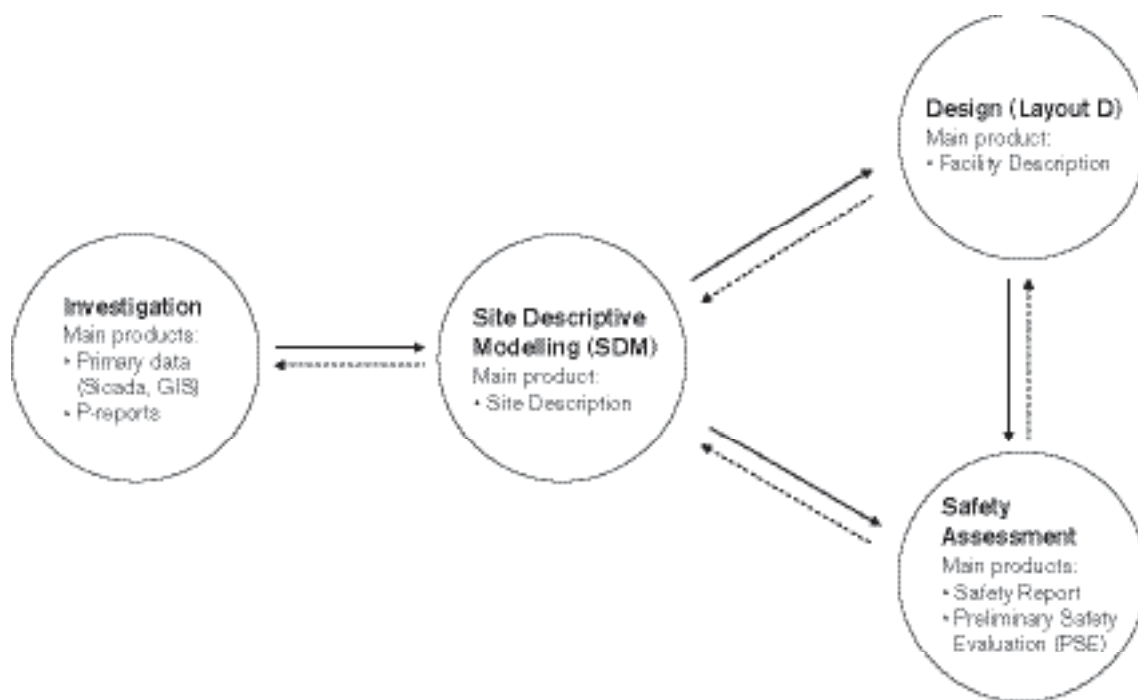 Investigation
Main products:
• Primary data
(Sicada, GIS)
• P-reports
Site Descriptive
Modelling (SDM)
Main product:
• Site Description
Design (Layout D)
Main product:
• Facility Description
Safety
Assessment
Main products:
• Safety Report
• Preliminary Safety
Evaluation (PSE)